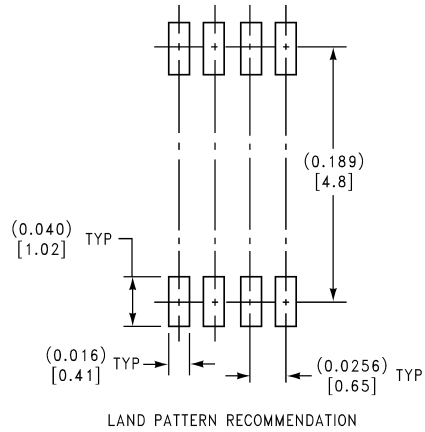 (0.189)
[4.8]
(0.040)
[1.02]
TYP
(0.016)
[0.41]
TYP
(0.0256)
[0.65]
TYP
LAND PATTERN RECOMMENDATION